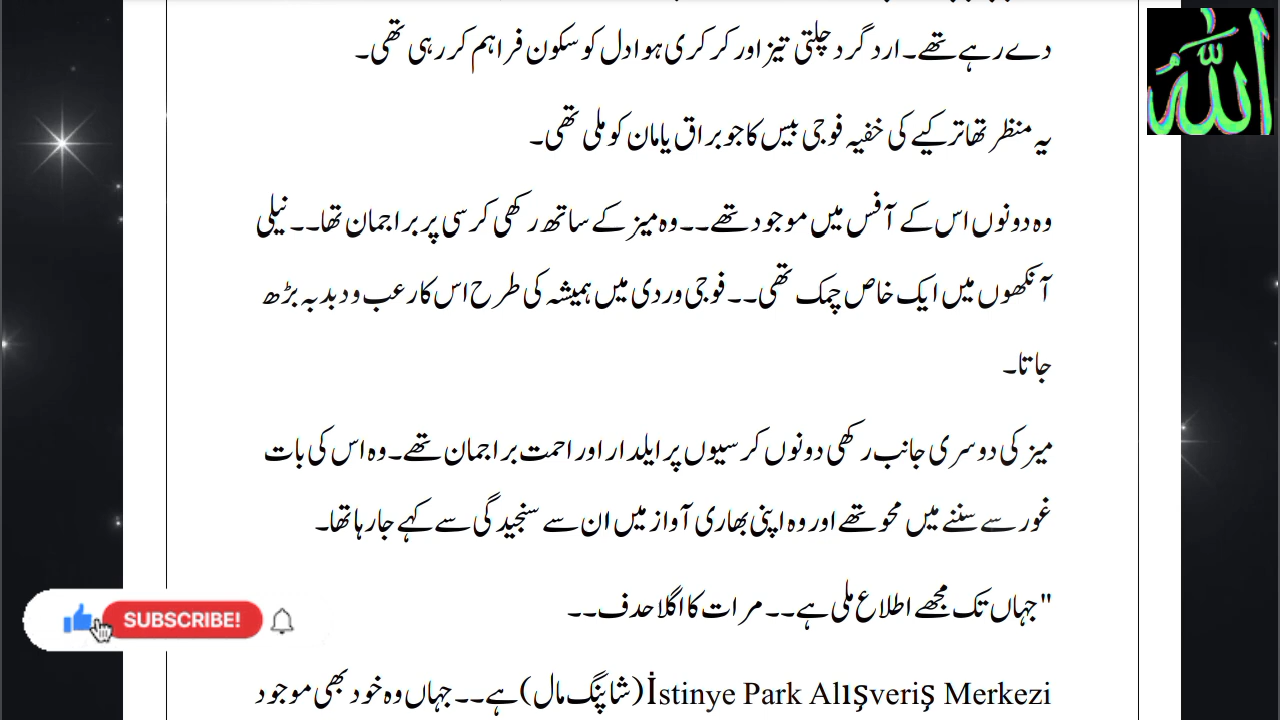 دے رہے تھے۔ ارد گرد چلتی تیز اور کرکری ہوا دل کو سکون فراہم کر رہی تھی۔
یہ منظر تھا ترکیے کی خفیہ فوجی بیس کا جو براق یامان کو ملی تھی۔
وہ دونوں اس کے آفس میں موجود تھے۔۔ وہ میز کے ساتھ رکھی کرسی پر براجمان تھا۔۔ نیلی
آنکھوں میں ایک خاص چمک تھی۔۔ فوجی وردی میں ہمیشہ کی طرح اس کا رعب و دبدبہ بڑھ
جاتا۔
میز کی دوسری جانب رکھی دونوں کرسیوں پر ایلدار اور احمت براجمان تھے۔ وہ اس کی بات
غور سے سننے میں محو تھے اور وہ اپنی بھاری آواز میں ان سے سنجیدگی سے کہے جا رہا تھا۔
"جہاں تک مجھے اطلاع ملی ہے۔۔ مرات کا اگلا حدف۔۔
İstinye Park Alışveriş Merkezi (شاپنگ مال) ہے۔۔ جہاں وہ خود بھی موجود
الله
SUBSCRIBE!